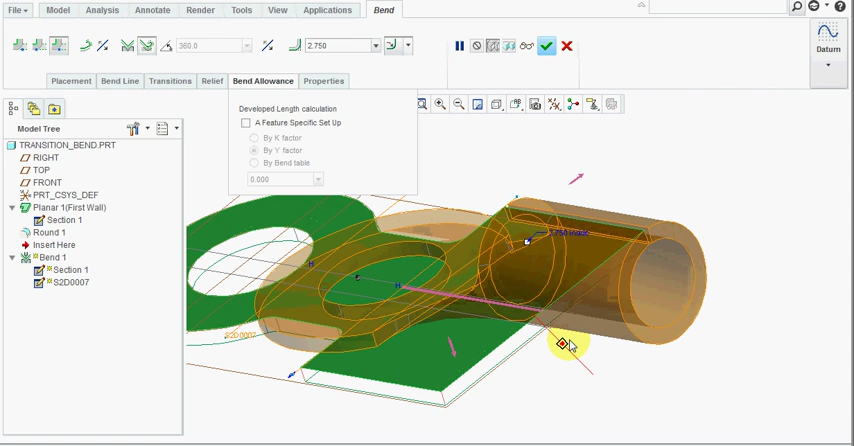 File Model Analysis Annotate Render Tools View Applications Bend
360.0 2.750
Datum
Placement Bend Line Transitions Relief Bend Allowance Properties
Developed Length calculation
A Feature Specific Set Up
By K factor
By Y factor
By Bend table
0.000
Model Tree
TRANSITION_BEND.PRT
RIGHT
TOP
FRONT
PRT_CSYS_DEF
Planar 1(First Wall)
Section 1
Round 1
Insert Here
Bend 1
Section 1
S2D0007
H
H
S2D0007